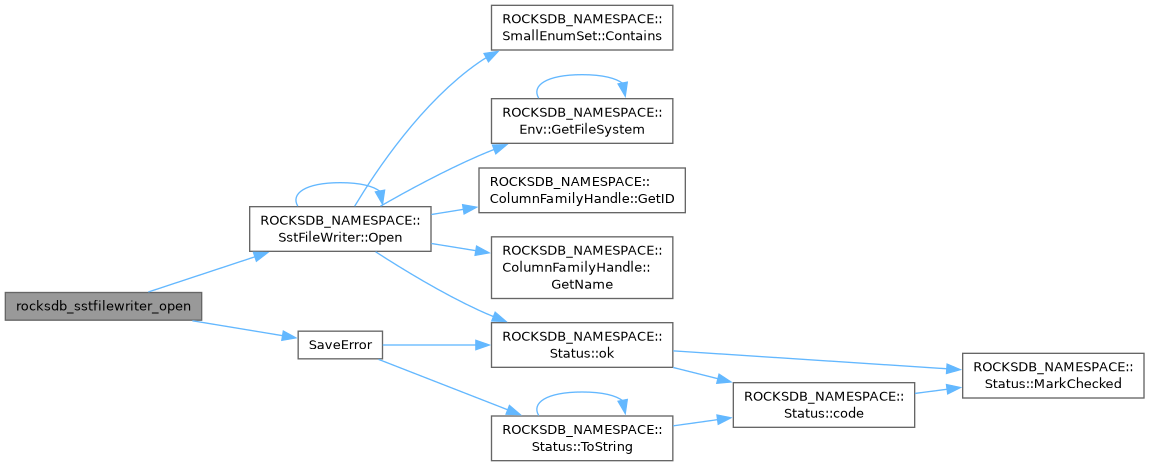 ROCKSDB_NAMESPACE::
SmallEnumSet::Contains
ROCKSDB_NAMESPACE::
Env::GetFileSystem
ROCKSDB_NAMESPACE::
ColumnFamilyHandle::GetID
ROCKSDB_NAMESPACE::
SstFileWriter::Open
ROCKSDB_NAMESPACE::
ColumnFamilyHandle::
GetName
rocksdb_sstfilewriter_open
SaveError
ROCKSDB_NAMESPACE::
Status::ok
ROCKSDB_NAMESPACE::
Status::MarkChecked
ROCKSDB_NAMESPACE::
Status::code
ROCKSDB_NAMESPACE::
Status::ToString